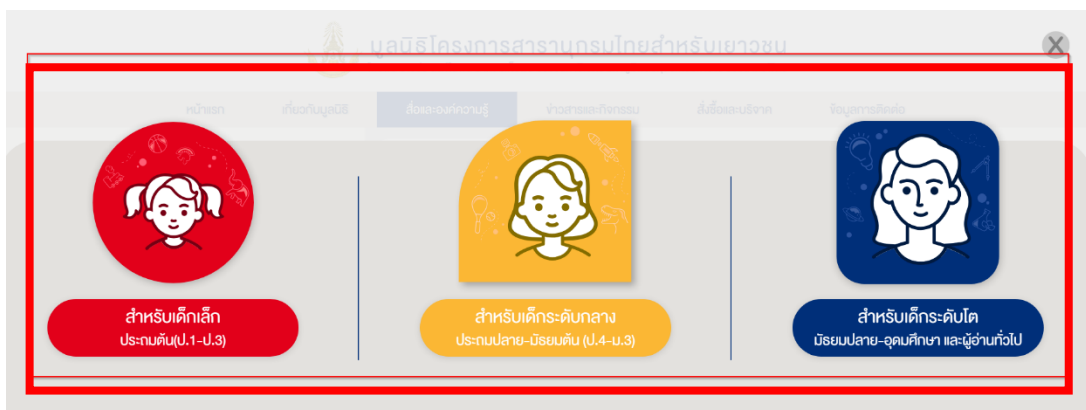 มูลนิธิโครงการสารานุกรมไทยสำหรับเยาวชน
X
หน้าแรก เกี่ยวกับมูลนิธิ สื่อและองค์ความรู้ ข่าวสารและกิจกรรม สั่งซื้อและบริจาค ข้อมูลการติดต่อ
สำหรับเด็กเล็ก
ประถมต้น(ป.1-ป.3)
สำหรับเด็กระดับกลาง
ประถมปลาย-มัธยมต้น (ป.4-ม.3)
สำหรับเด็กระดับโต
มัธยมปลาย-อุดมศึกษา และผู้อ่านทั่วไป